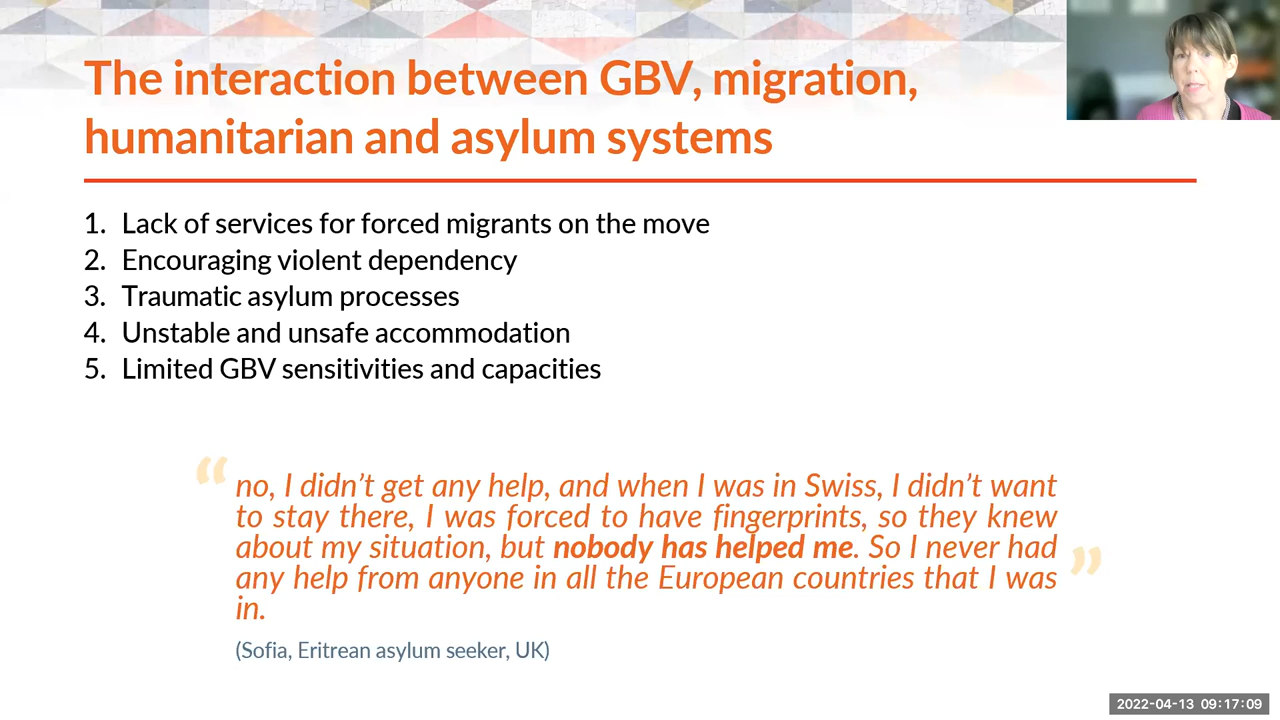 The interaction between GBV, migration,
humanitarian and asylum systems
1. Lack of services for forced migrants on the move
2. Encouraging violent dependency
3. Traumatic asylum processes
4. Unstable and unsafe accommodation
5. Limited GBV sensitivities and capacities
“no, I didn’t get any help, and when I was in Swiss, I didn’t want
to stay there, I was forced to have fingerprints, so they knew
about my situation, but nobody has helped me. So I never had
any help from anyone in all the European countries that I was
in.”
(Sofia, Eritrean asylum seeker, UK)
2022-04-13 09:17:09